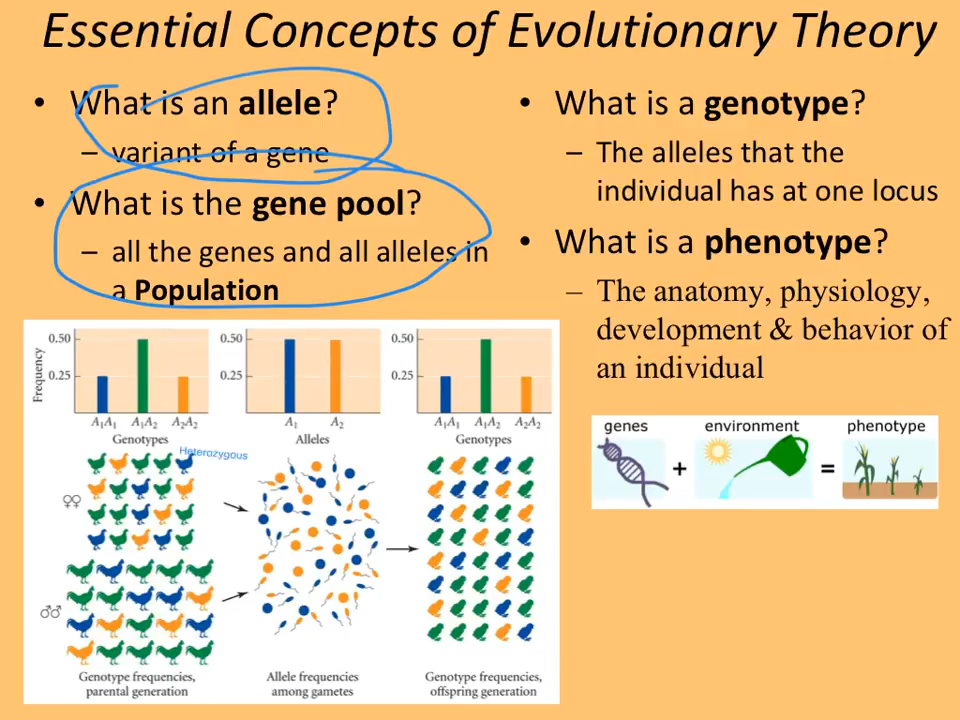 Essential Concepts of Evolutionary Theory
• What is an allele?
– variant of a gene
• What is the gene pool?
– all the genes and all alleles in
a Population
• What is a genotype?
– The alleles that the
individual has at one locus
• What is a phenotype?
– The anatomy, physiology,
development & behavior of
an individual
Frequency
0.50
0.25
A₁A₁ A₁A₂ A₂A₂
Genotypes
0.50
0.25
A₁ A₂
Alleles
0.50
0.25
A₁A₁ A₁A₂ A₂A₂
Genotypes
Heterozygous
♀♀
♂♂
Genotype frequencies,
parental generation
Allele frequencies
among gametes
Genotype frequencies,
offspring generation
genes environment phenotype
+ =